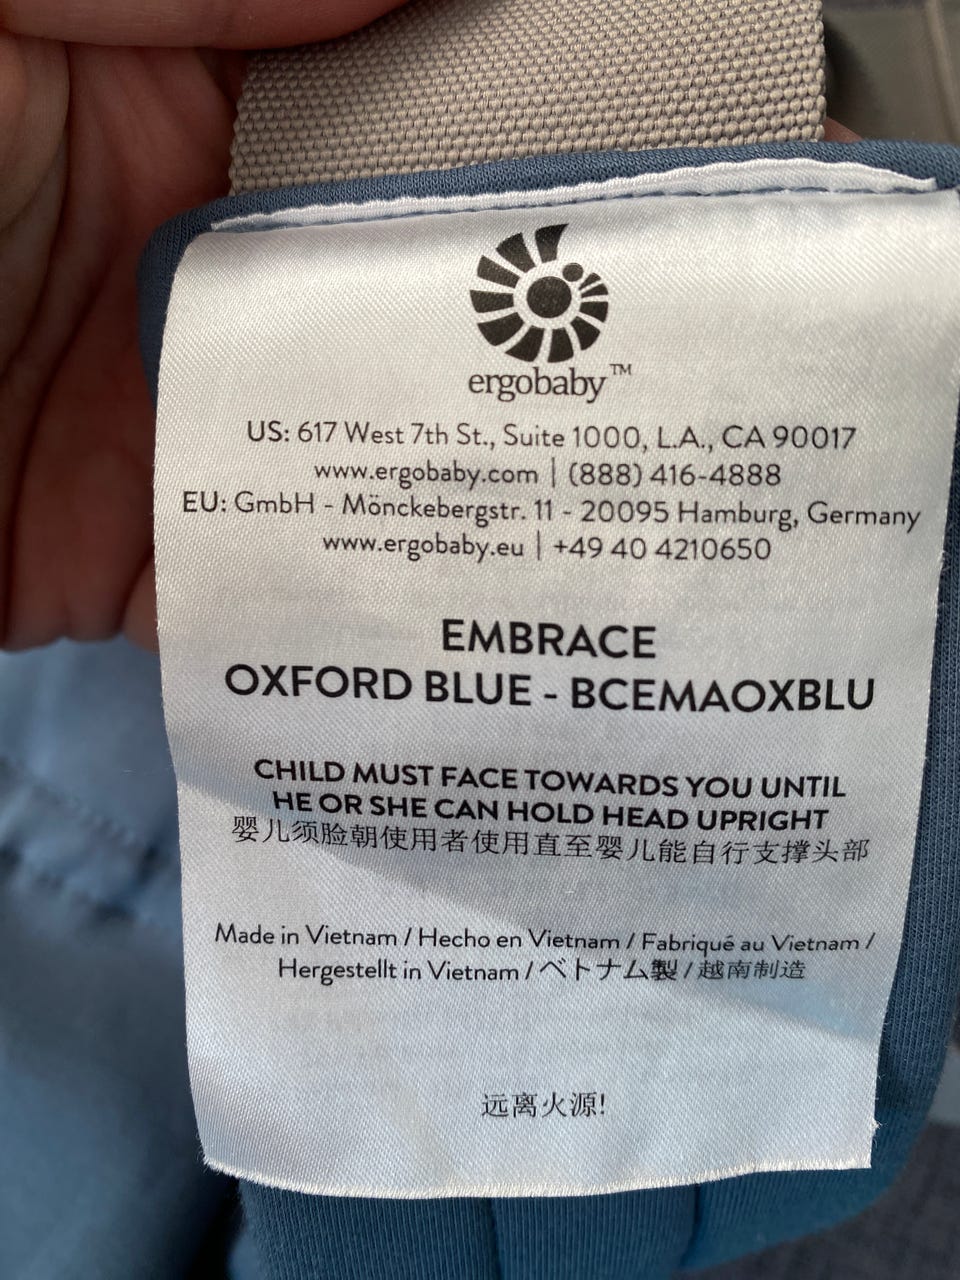 ergobaby™
US: 617 West 7th St., Suite 1000, L.A., CA 90017
www.ergobaby.com | (888) 416-4888
EU: GmbH - Mönckebergstr. 11 - 20095 Hamburg, Germany
www.ergobaby.eu | +49 40 4210650
EMBRACE
OXFORD BLUE - BCEMAOXBLU
CHILD MUST FACE TOWARDS YOU UNTIL
HE OR SHE CAN HOLD HEAD UPRIGHT
婴儿须脸朝使用者使用直至婴儿能自行支撑头部
Made in Vietnam / Hecho en Vietnam / Fabriqué au Vietnam /
Hergestellt in Vietnam / ベトナム製 / 越南制造
远离火源!